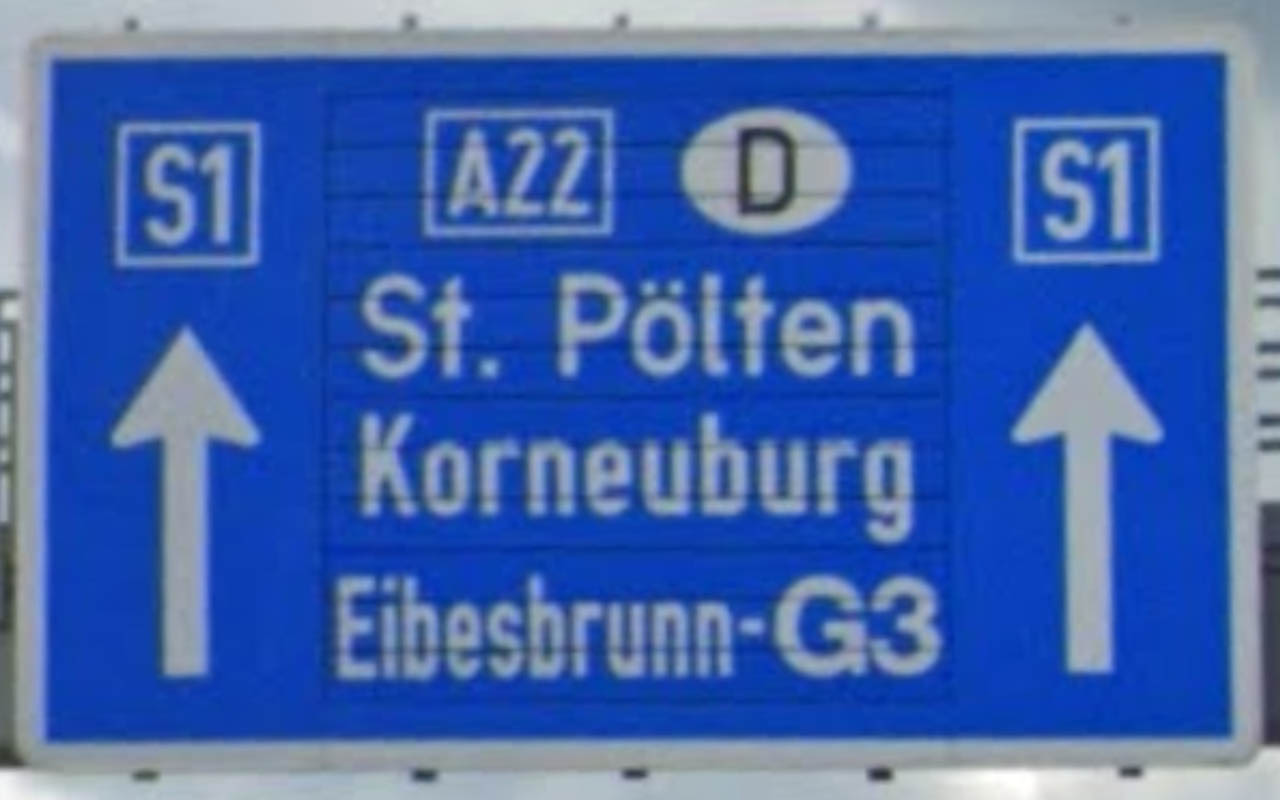 S1 A22 D S1
St. Pölten
Korneuburg
Eibesbrunn-G3